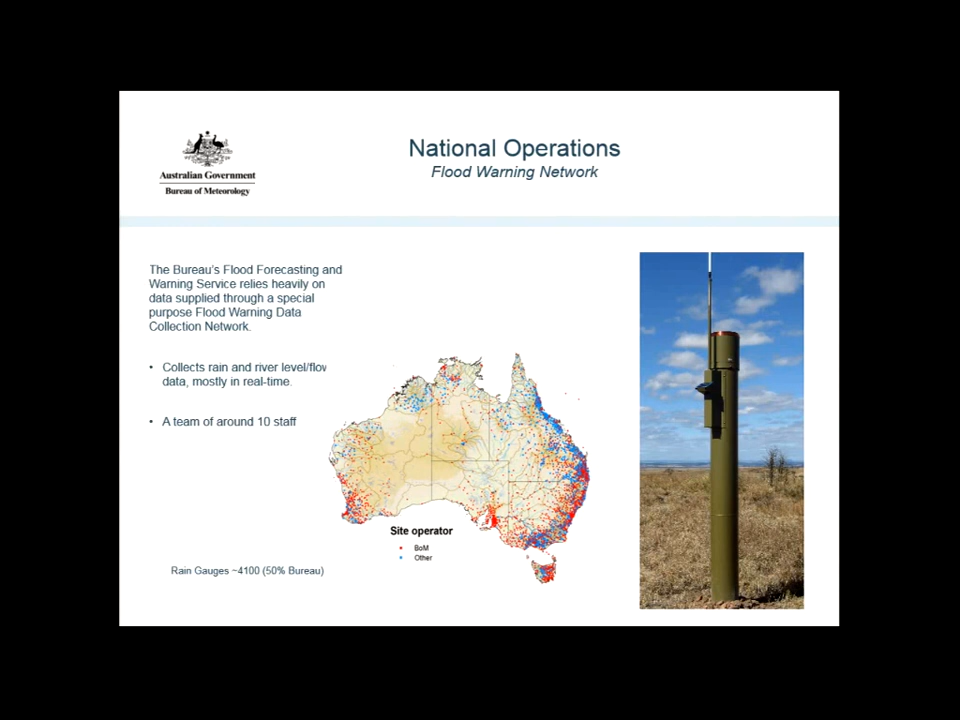 Australian Government
Bureau of Meteorology
National Operations
Flood Warning Network
The Bureau's Flood Forecasting and
Warning Service relies heavily on
data supplied through a special
purpose Flood Warning Data
Collection Network.
• Collects rain and river level/flow
data, mostly in real-time.
• A team of around 10 staff
Site operator
BoM
Other
Rain Gauges ~4100 (50% Bureau)